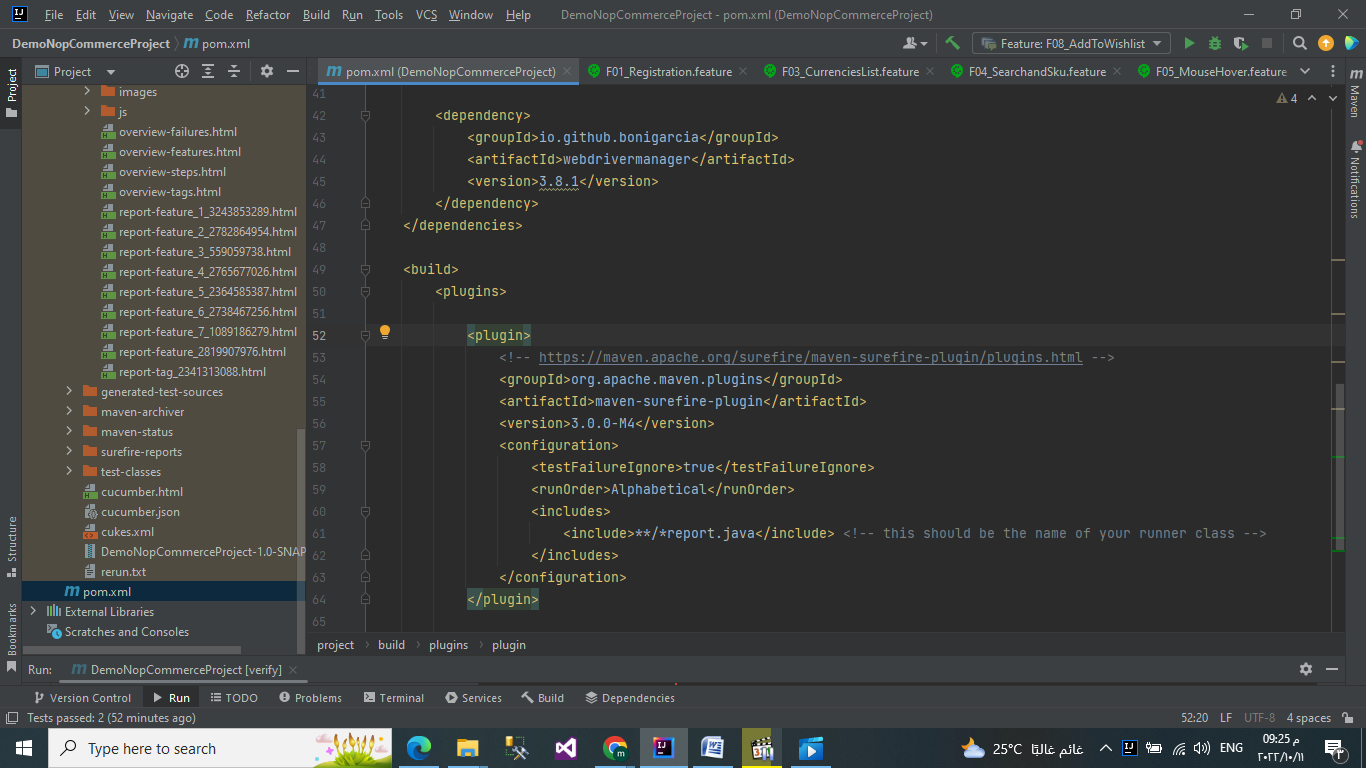 File Edit View Navigate Code Refactor Build Run Tools VCS Window Help DemoNopCommerceProject - pom.xml (DemoNopCommerceProject)
DemoNopCommerceProject pom.xml
Feature: F08_AddToWishlist
Project
pom.xml (DemoNopCommerceProject) F01_Registration.feature F03_CurrenciesList.feature F04_SearchandSku.feature F05_MouseHover.feature
Project
Structure
Bookmarks
images
js
overview-failures.html
overview-features.html
overview-steps.html
overview-tags.html
report-feature_1_3243853289.html
report-feature_2_2782864954.html
report-feature_3_559059738.html
report-feature_4_2765677026.html
report-feature_5_2364585387.html
report-feature_6_2738467256.html
report-feature_7_1089186279.html
report-feature_2819907976.html
report-tag_2341313088.html
generated-test-sources
maven-archiver
maven-status
surefire-reports
test-classes
cucumber.html
cucumber.json
cukes.xml
DemoNopCommerceProject-1.0-SNAP
rerun.txt
pom.xml
External Libraries
Scratches and Consoles
4
41
42 <dependency>
43 <groupId>io.github.bonigarcia</groupId>
44 <artifactId>webdrivermanager</artifactId>
45 <version>3.8.1</version>
46 </dependency>
47 </dependencies>
48
49 <build>
50 <plugins>
51
52 <plugin>
53 <!-- https://maven.apache.org/surefire/maven-surefire-plugin/plugins.html -->
54 <groupId>org.apache.maven.plugins</groupId>
55 <artifactId>maven-surefire-plugin</artifactId>
56 <version>3.0.0-M4</version>
57 <configuration>
58 <testFailureIgnore>true</testFailureIgnore>
59 <runOrder>Alphabetical</runOrder>
60 <includes>
61 <include>**/*report.java</include> <!-- this should be the name of your runner class -->
62 </includes>
63 </configuration>
64 </plugin>
65
Maven
Notifications
project build plugins plugin
Run: DemoNopCommerceProject [verify]
Version Control Run TODO Problems Terminal Services Build Dependencies
Tests passed: 2 (52 minutes ago) 52:20 LF UTF-8 4 spaces
Type here to search
25°C غائم غالبًا
ENG
09:25 م
٢٠٢٢/١٠/١١
٣